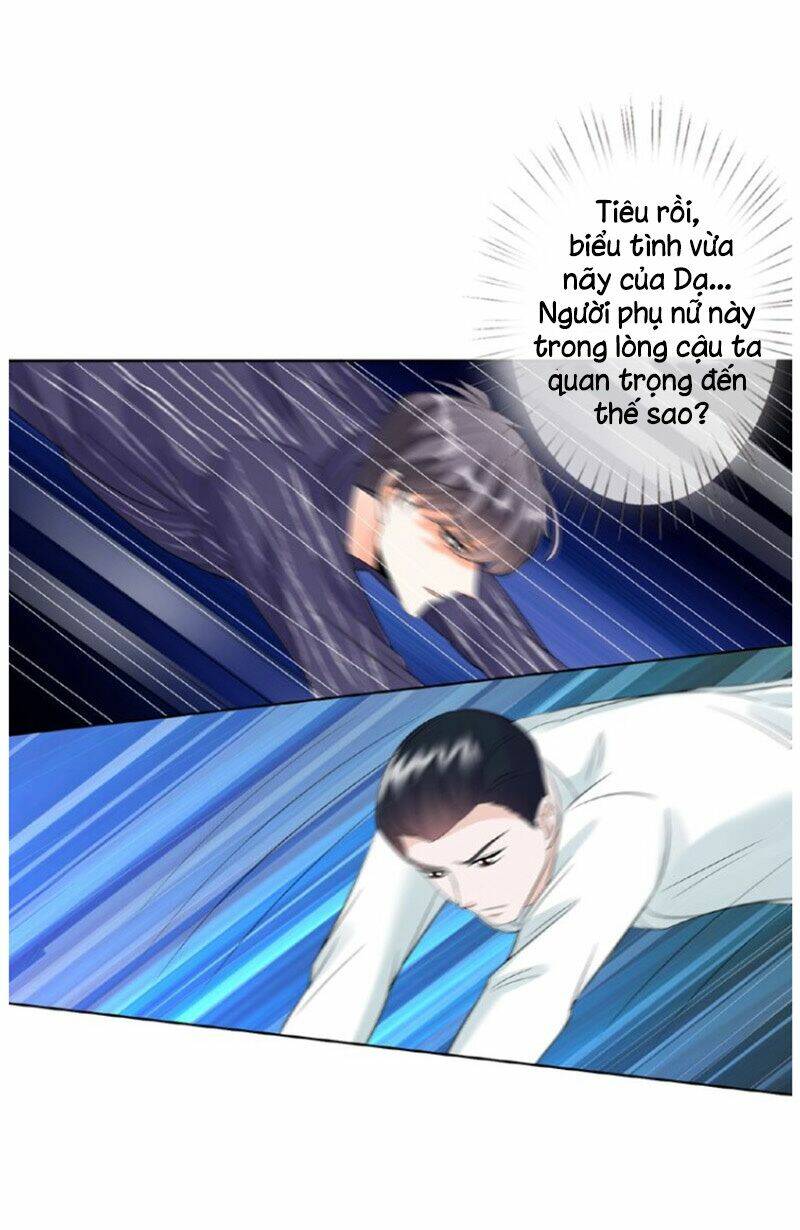 Tiêu rồi,
biểu tình vừa
nãy của Dạ...
Người phụ nữ này
trong lòng cậu ta
quan trọng đến
thế sao?